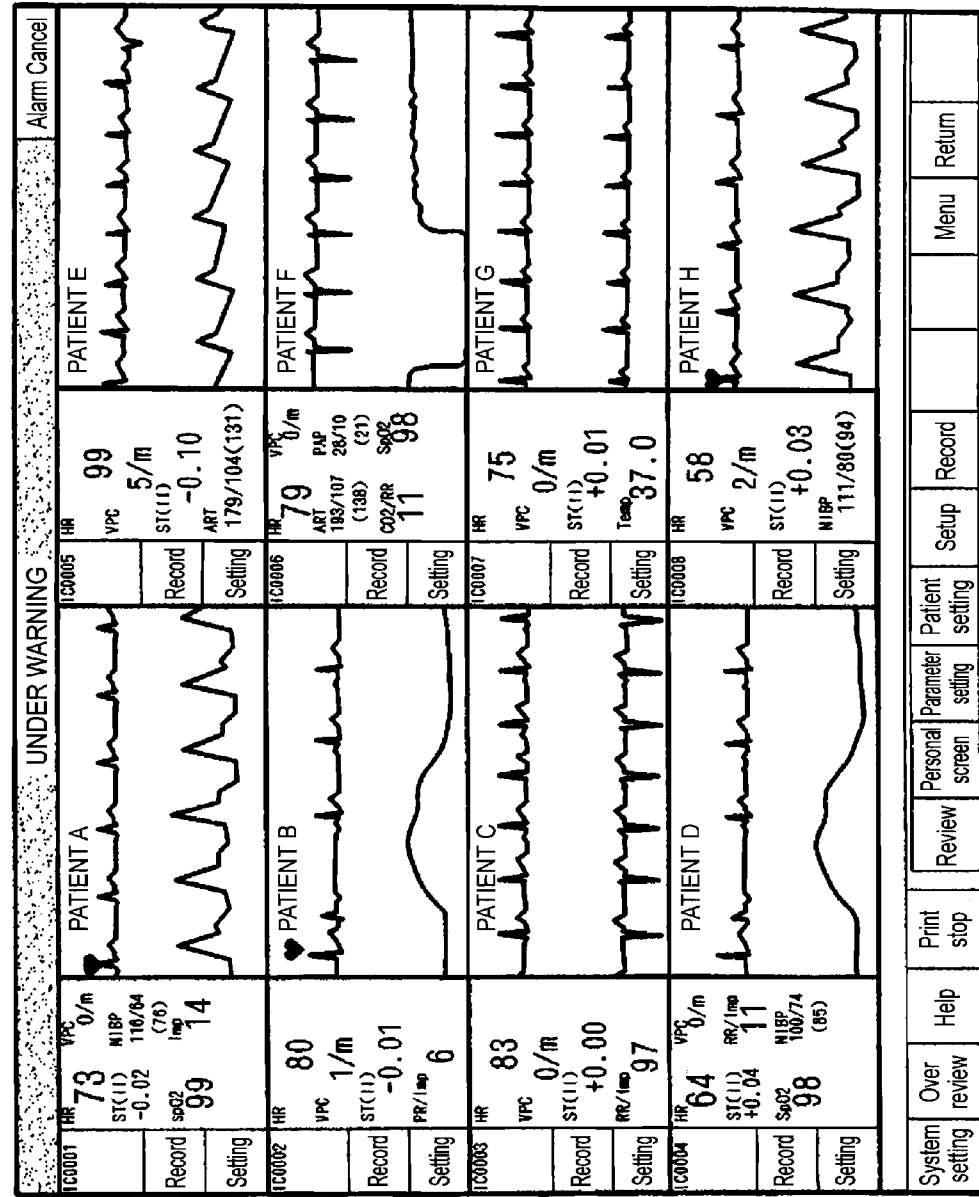 UNDER WARNING
Alarm Cancel
IC0001
Record
Setting
HR 73
VPC 0/m
ST(II) -0.02
NIBP 116/64 (76)
SpO2 99
Imp 14
PATIENT A
IC0005
Record
Setting
HR 99
VPC 5/m
ST(II) -0.10
ART 179/104(131)
PATIENT E
IC0002
Record
Setting
HR 80
VPC 1/m
ST(II) -0.01
PR/Imp 6
PATIENT B
IC0006
Record
Setting
HR 79
VPC 0/m
ART 193/107 (138)
PAP 28/10 (21)
CO2/RR 11
SpO2 98
PATIENT F
IC0003
Record
Setting
HR 83
VPC 0/m
ST(II) +0.00
RR/Imp 97
PATIENT C
IC0007
Record
Setting
HR 75
VPC 0/m
ST(II) +0.01
Temp 37.0
PATIENT G
IC0004
Record
Setting
HR 64
VPC 0/m
ST(II) +0.04
RR/Imp 11
SpO2 98
NIBP 100/74 (85)
PATIENT D
IC0008
Record
Setting
HR 58
VPC 2/m
ST(II) +0.03
NIBP 111/80(94)
PATIENT H
System setting
Over review
Help
Print stop
Review
Personal screen
Parameter setting
Patient setting
Setup
Record
Menu
Return